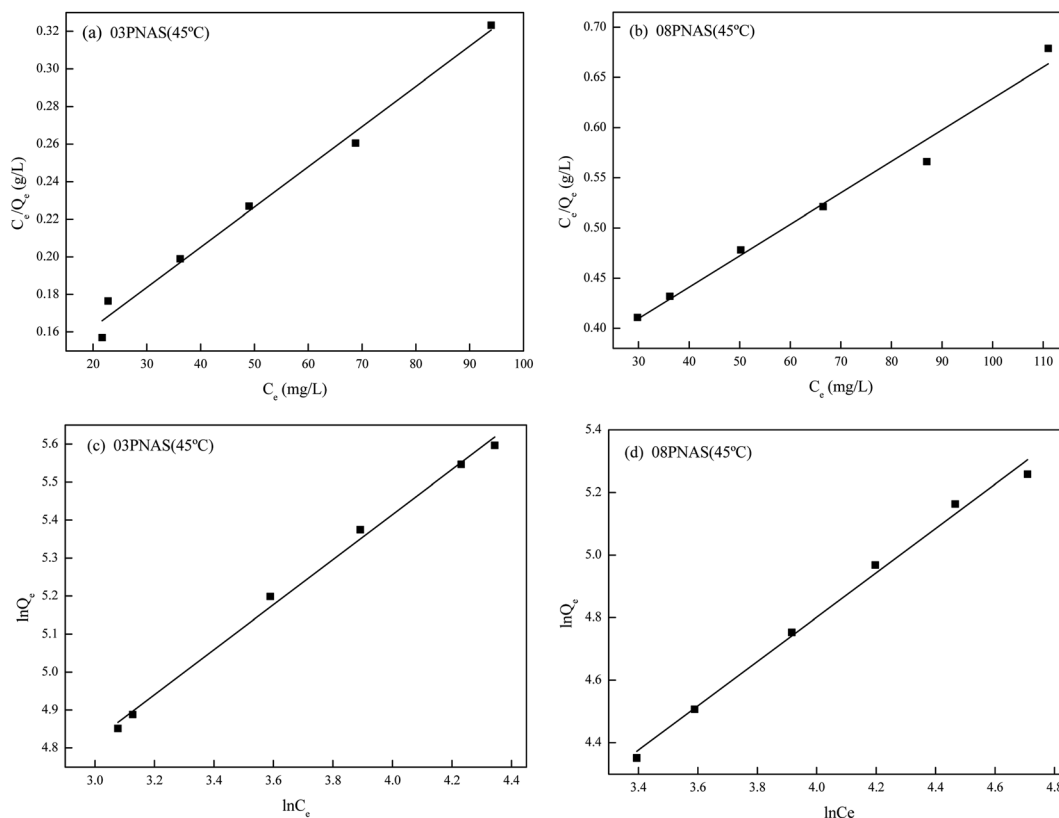 (a) 03PNAS(45ºC)
0.32
0.30
0.28
0.26
0.24
0.22
0.20
0.18
0.16
Ce/Qe (g/L)
20 30 40 50 60 70 80 90 100
Ce (mg/L)
(b) 08PNAS(45ºC)
0.70
0.65
0.60
0.55
0.50
0.45
0.40
Ce/Qe (g/L)
30 40 50 60 70 80 90 100 110
Ce (mg/L)
(c) 03PNAS(45ºC)
5.6
5.5
5.4
5.3
5.2
5.1
5.0
4.9
4.8
lnQe
3.0 3.2 3.4 3.6 3.8 4.0 4.2 4.4
lnCe
(d) 08PNAS(45ºC)
5.4
5.2
5.0
4.8
4.6
4.4
lnQe
3.4 3.6 3.8 4.0 4.2 4.4 4.6 4.8
lnCe